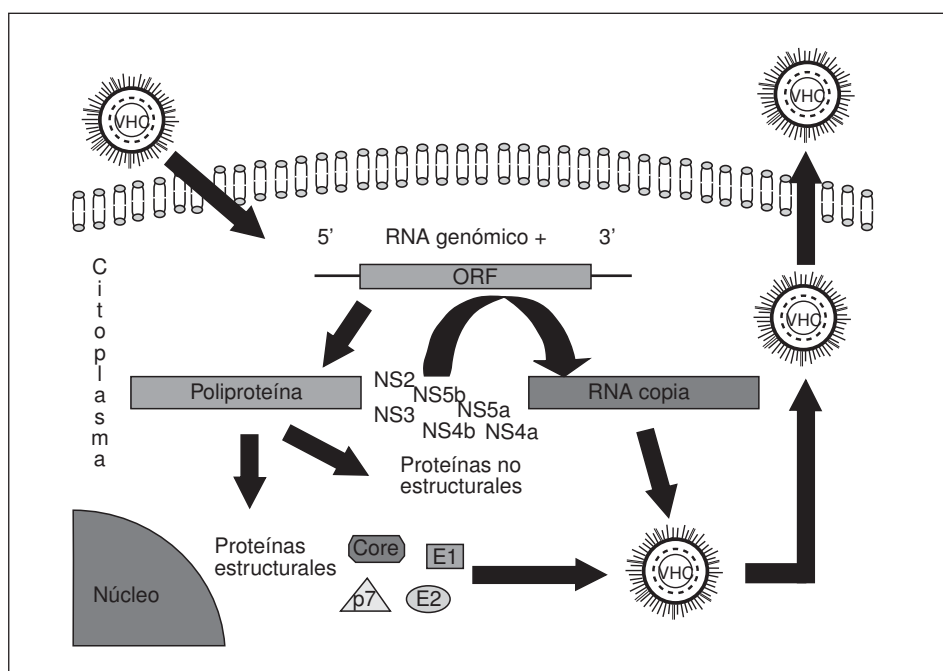 VHC
VHC
5’ RNA genómico + 3’
ORF
Citoplasma
VHC
Poliproteína
NS2
NS5b
NS3
NS5a
NS4b
NS4a
RNA copia
Proteínas no
estructurales
Proteínas
estructurales
Core
E1
p7
E2
VHC
Núcleo